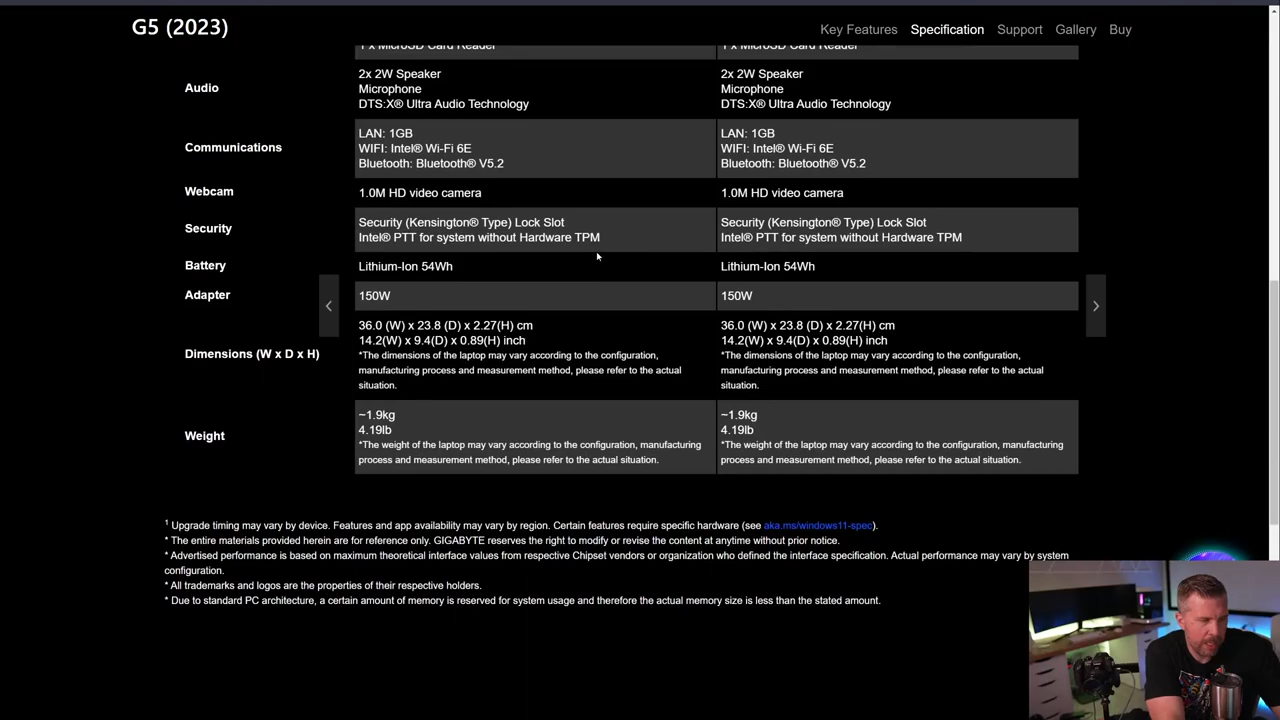 G5 (2023)
Key Features Specification Support Gallery Buy
1 x MicroSD Card Reader 1 x MicroSD Card Reader
Audio
2x 2W Speaker
Microphone
DTS:X® Ultra Audio Technology
2x 2W Speaker
Microphone
DTS:X® Ultra Audio Technology
Communications
LAN: 1GB
WIFI: Intel® Wi-Fi 6E
Bluetooth: Bluetooth® V5.2
LAN: 1GB
WIFI: Intel® Wi-Fi 6E
Bluetooth: Bluetooth® V5.2
Webcam
1.0M HD video camera
1.0M HD video camera
Security
Security (Kensington® Type) Lock Slot
Intel® PTT for system without Hardware TPM
Security (Kensington® Type) Lock Slot
Intel® PTT for system without Hardware TPM
Battery
Lithium-Ion 54Wh
Lithium-Ion 54Wh
Adapter
150W
150W
Dimensions (W x D x H)
36.0 (W) x 23.8 (D) x 2.27(H) cm
14.2(W) x 9.4(D) x 0.89(H) inch
*The dimensions of the laptop may vary according to the configuration,
manufacturing process and measurement method, please refer to the actual
situation.
36.0 (W) x 23.8 (D) x 2.27(H) cm
14.2(W) x 9.4(D) x 0.89(H) inch
*The dimensions of the laptop may vary according to the configuration,
manufacturing process and measurement method, please refer to the actual
situation.
Weight
~1.9kg
4.19lb
*The weight of the laptop may vary according to the configuration, manufacturing
process and measurement method, please refer to the actual situation.
~1.9kg
4.19lb
*The weight of the laptop may vary according to the configuration, manufacturing
process and measurement method, please refer to the actual situation.
1 Upgrade timing may vary by device. Features and app availability may vary by region. Certain features require specific hardware (see aka.ms/windows11-spec).
* The entire materials provided herein are for reference only. GIGABYTE reserves the right to modify or revise the content at anytime without prior notice.
* Advertised performance is based on maximum theoretical interface values from respective Chipset vendors or organization who defined the interface specification. Actual performance may vary by system
configuration.
* All trademarks and logos are the properties of their respective holders.
* Due to standard PC architecture, a certain amount of memory is reserved for system usage and therefore the actual memory size is less than the stated amount.